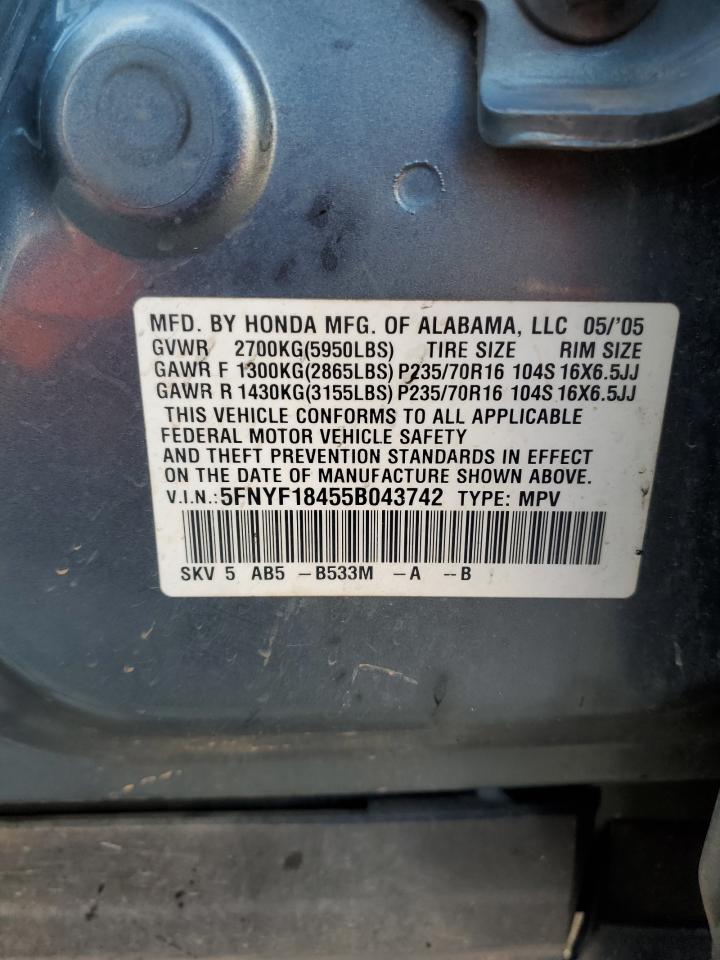 MFD. BY HONDA MFG. OF ALABAMA, LLC 05/'05
GVWR 2700KG(5950LBS) TIRE SIZE RIM SIZE
GAWR F 1300KG(2865LBS) P235/70R16 104S 16X6.5JJ
GAWR R 1430KG(3155LBS) P235/70R16 104S 16X6.5JJ
THIS VEHICLE CONFORMS TO ALL APPLICABLE
FEDERAL MOTOR VEHICLE SAFETY
AND THEFT PREVENTION STANDARDS IN EFFECT
ON THE DATE OF MANUFACTURE SHOWN ABOVE.
V.I.N.: 5FNYF18455B043742 TYPE: MPV
SKV 5 AB5 -B533M -A --B